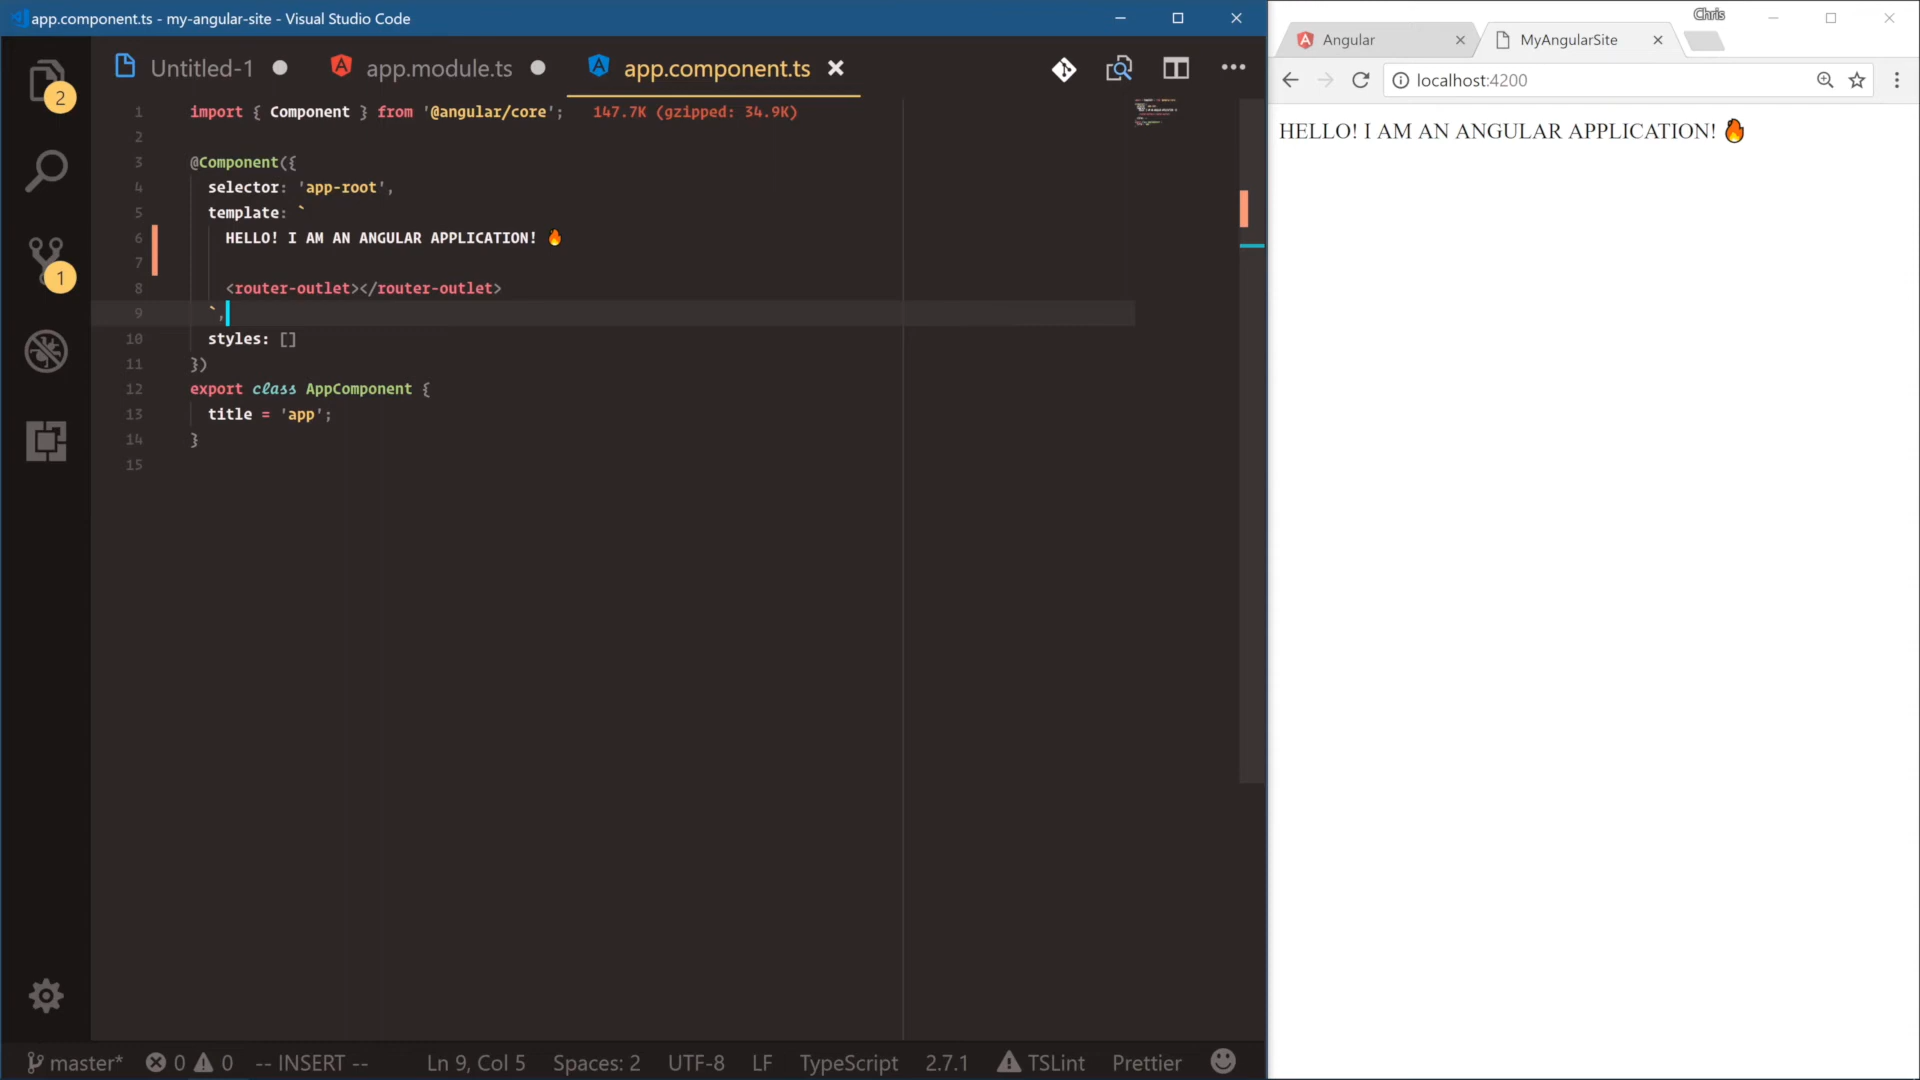 app.component.ts - my-angular-site - Visual Studio Code
Untitled-1
app.module.ts
app.component.ts
2
1
1 import { Component } from '@angular/core'; 147.7K (gzipped: 34.9K)
2
3 @Component({
4 selector: 'app-root',
5 template: `
6 HELLO! I AM AN ANGULAR APPLICATION! 🔥
7
8 <router-outlet></router-outlet>
9 `,
10 styles: []
11 })
12 export class AppComponent {
13 title = 'app';
14 }
15
master* 0 0 -- INSERT -- Ln 9, Col 5 Spaces: 2 UTF-8 LF TypeScript 2.7.1 TSLint Prettier
Chris
Angular
MyAngularSite
localhost:4200
HELLO! I AM AN ANGULAR APPLICATION! 🔥